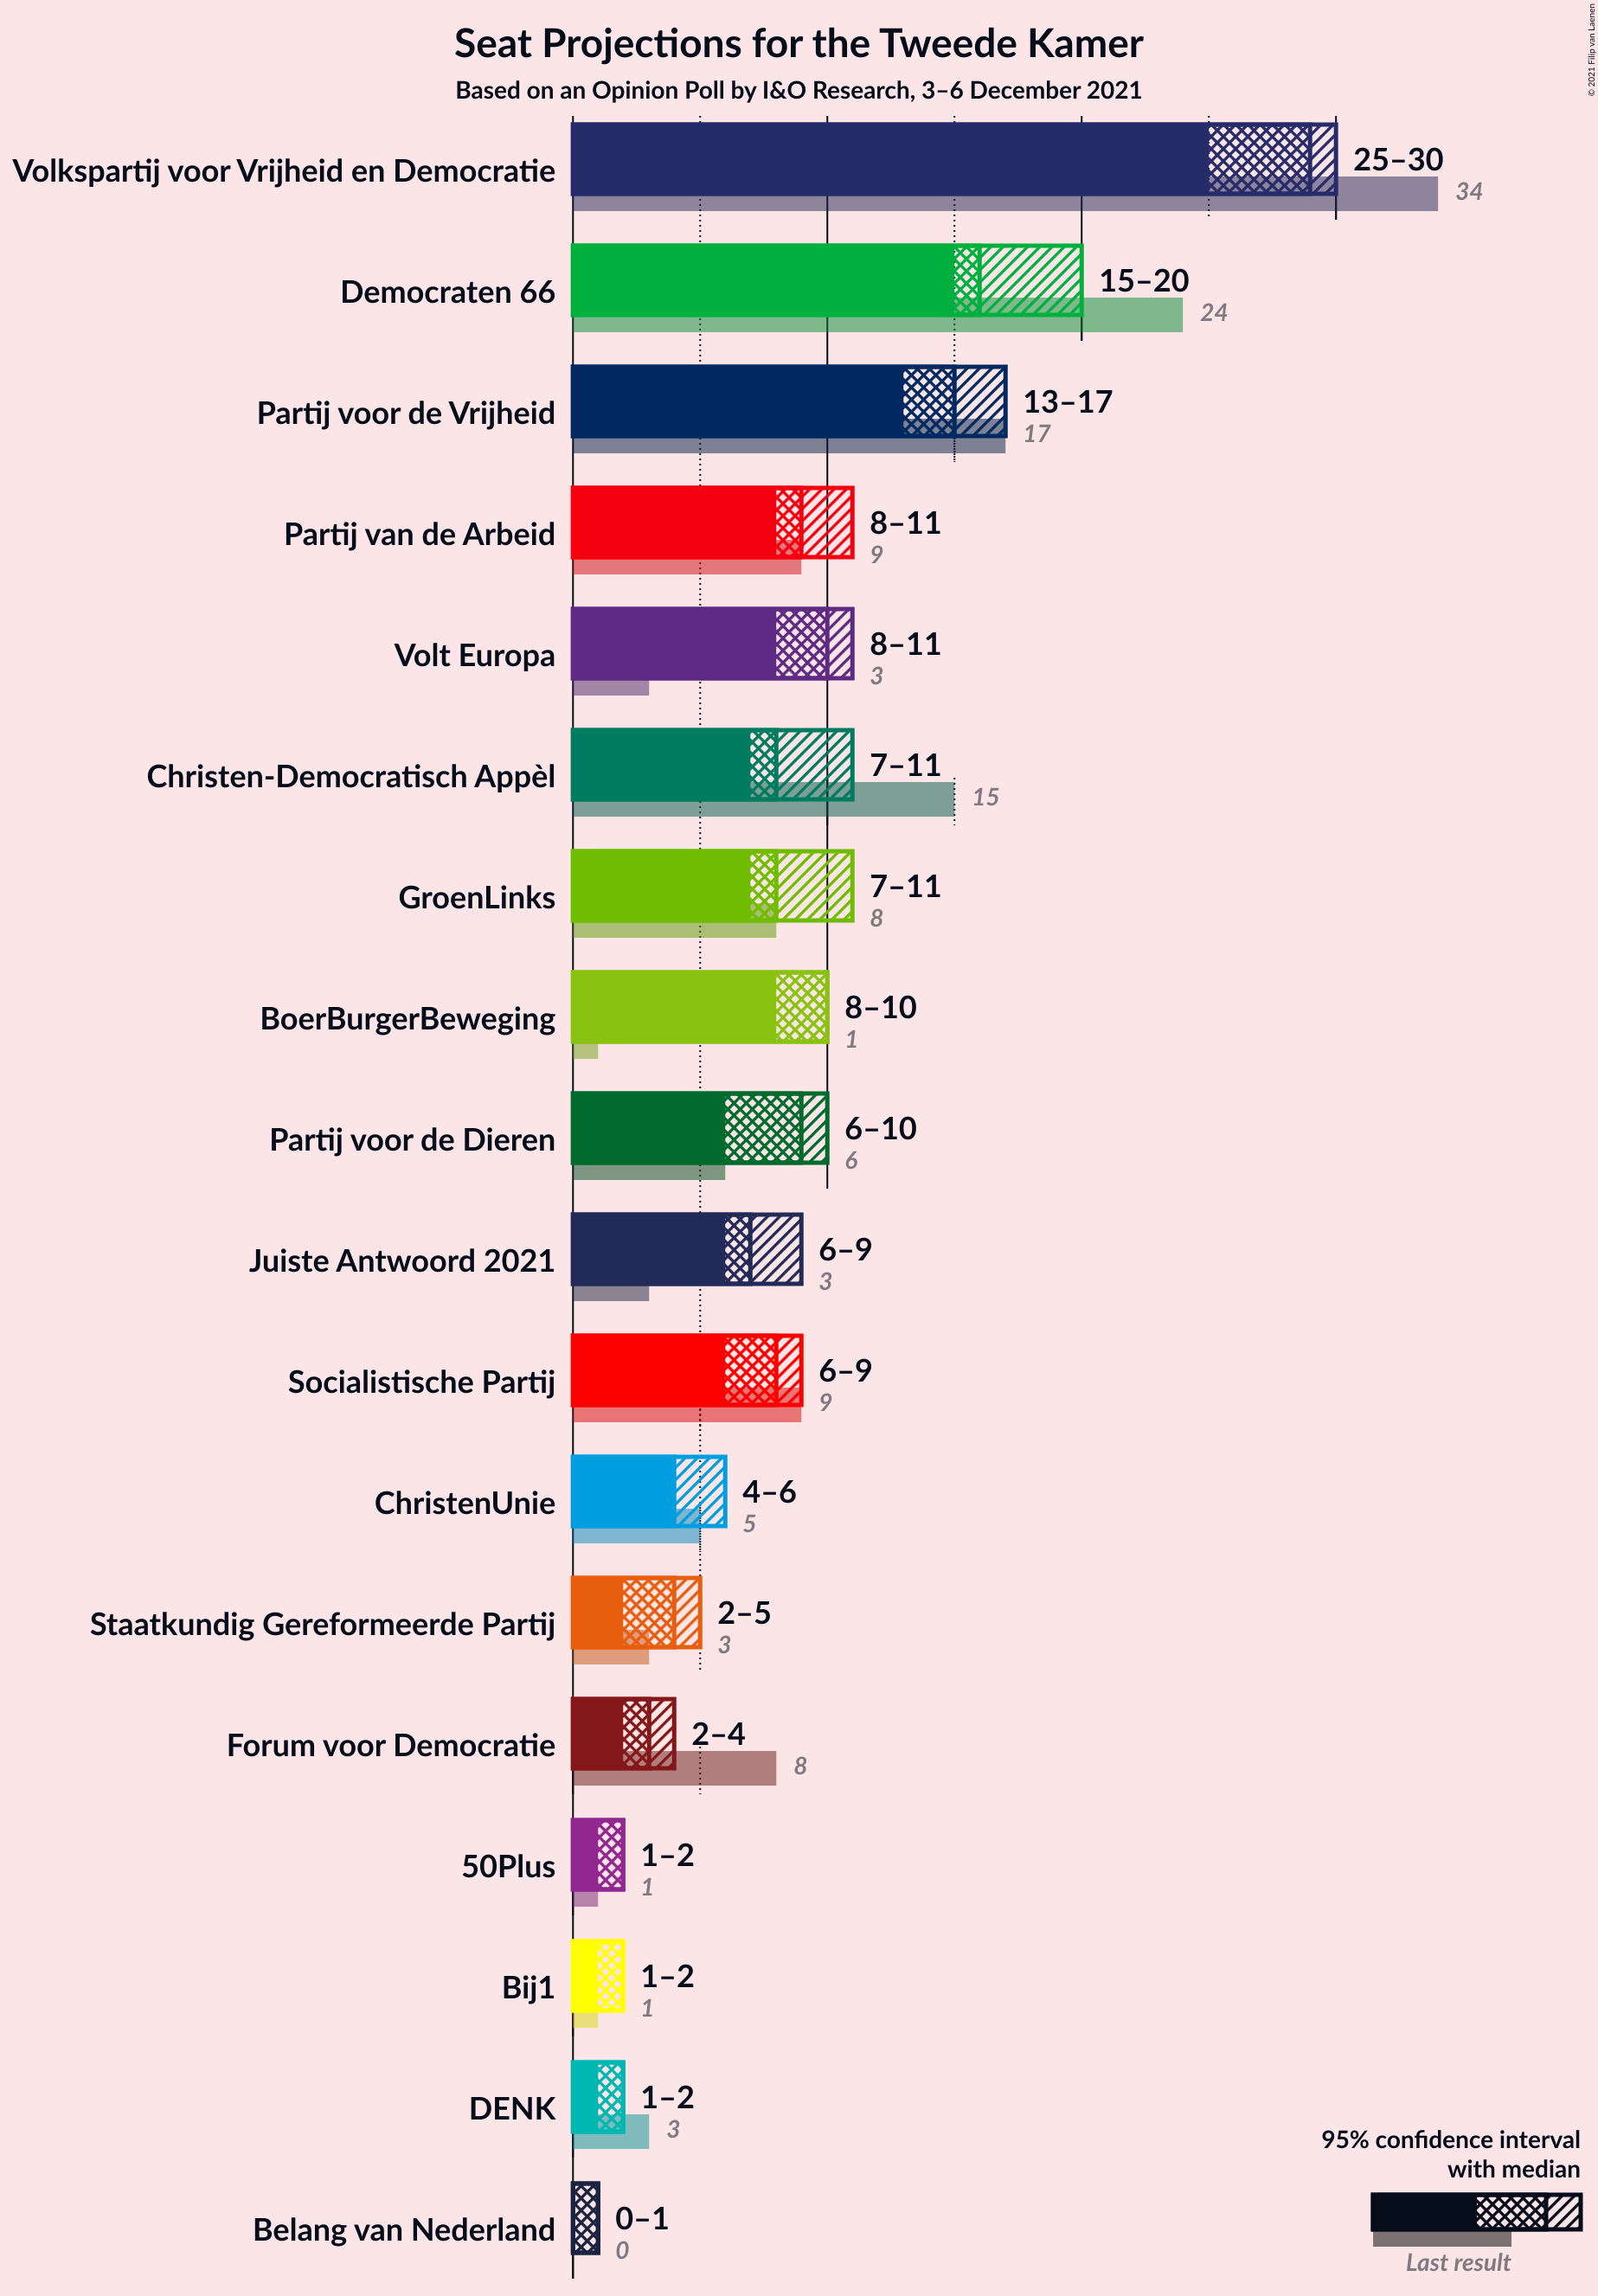 Seat Projections for the Tweede Kamer
Based on an Opinion Poll by I&O Research, 3–6 December 2021
© 2021 Filip van Laenen
Volkspartij voor Vrijheid en Democratie
25–30
34
Democraten 66
15–20
24
Partij voor de Vrijheid
13–17
17
Partij van de Arbeid
8–11
9
Volt Europa
8–11
3
Christen-Democratisch Appèl
7–11
15
GroenLinks
7–11
8
BoerBurgerBeweging
8–10
1
Partij voor de Dieren
6–10
6
Juiste Antwoord 2021
6–9
3
Socialistische Partij
6–9
9
ChristenUnie
4–6
5
Staatkundig Gereformeerde Partij
2–5
3
Forum voor Democratie
2–4
8
50Plus
1–2
1
Bij1
1–2
1
DENK
1–2
3
Belang van Nederland
0–1
0
95% confidence interval
with median
Last result